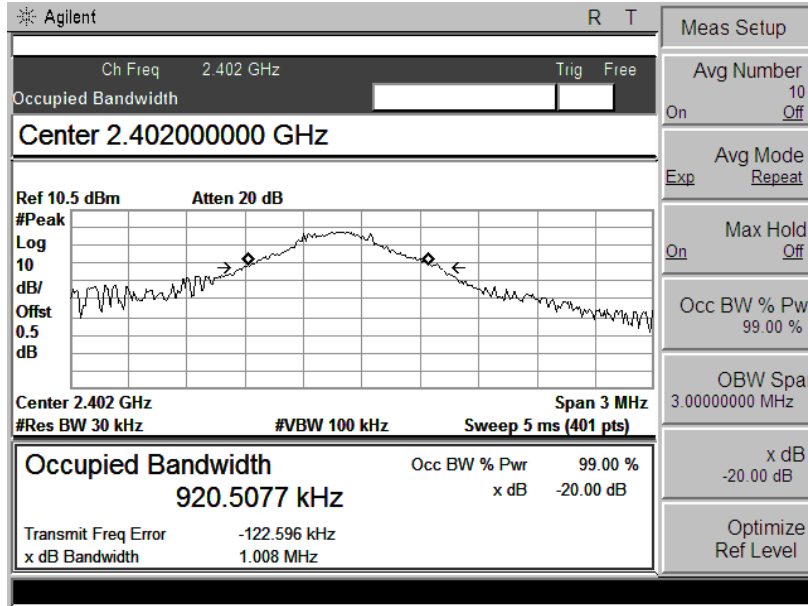 Agilent R T
Ch Freq 2.402 GHz Trig Free
Occupied Bandwidth
Center 2.402000000 GHz
Ref 10.5 dBm Atten 20 dB
#Peak
Log
10
dB/
Offst
0.5
dB
Center 2.402 GHz Span 3 MHz
#Res BW 30 kHz #VBW 100 kHz Sweep 5 ms (401 pts)
Occupied Bandwidth Occ BW % Pwr 99.00 %
920.5077 kHz x dB -20.00 dB
Transmit Freq Error -122.596 kHz
x dB Bandwidth 1.008 MHz
Meas Setup
Avg Number
10
On Off
Avg Mode
Exp Repeat
Max Hold
On Off
Occ BW % Pw
99.00 %
OBW Spa
3.00000000 MHz
x dB
-20.00 dB
Optimize
Ref Level